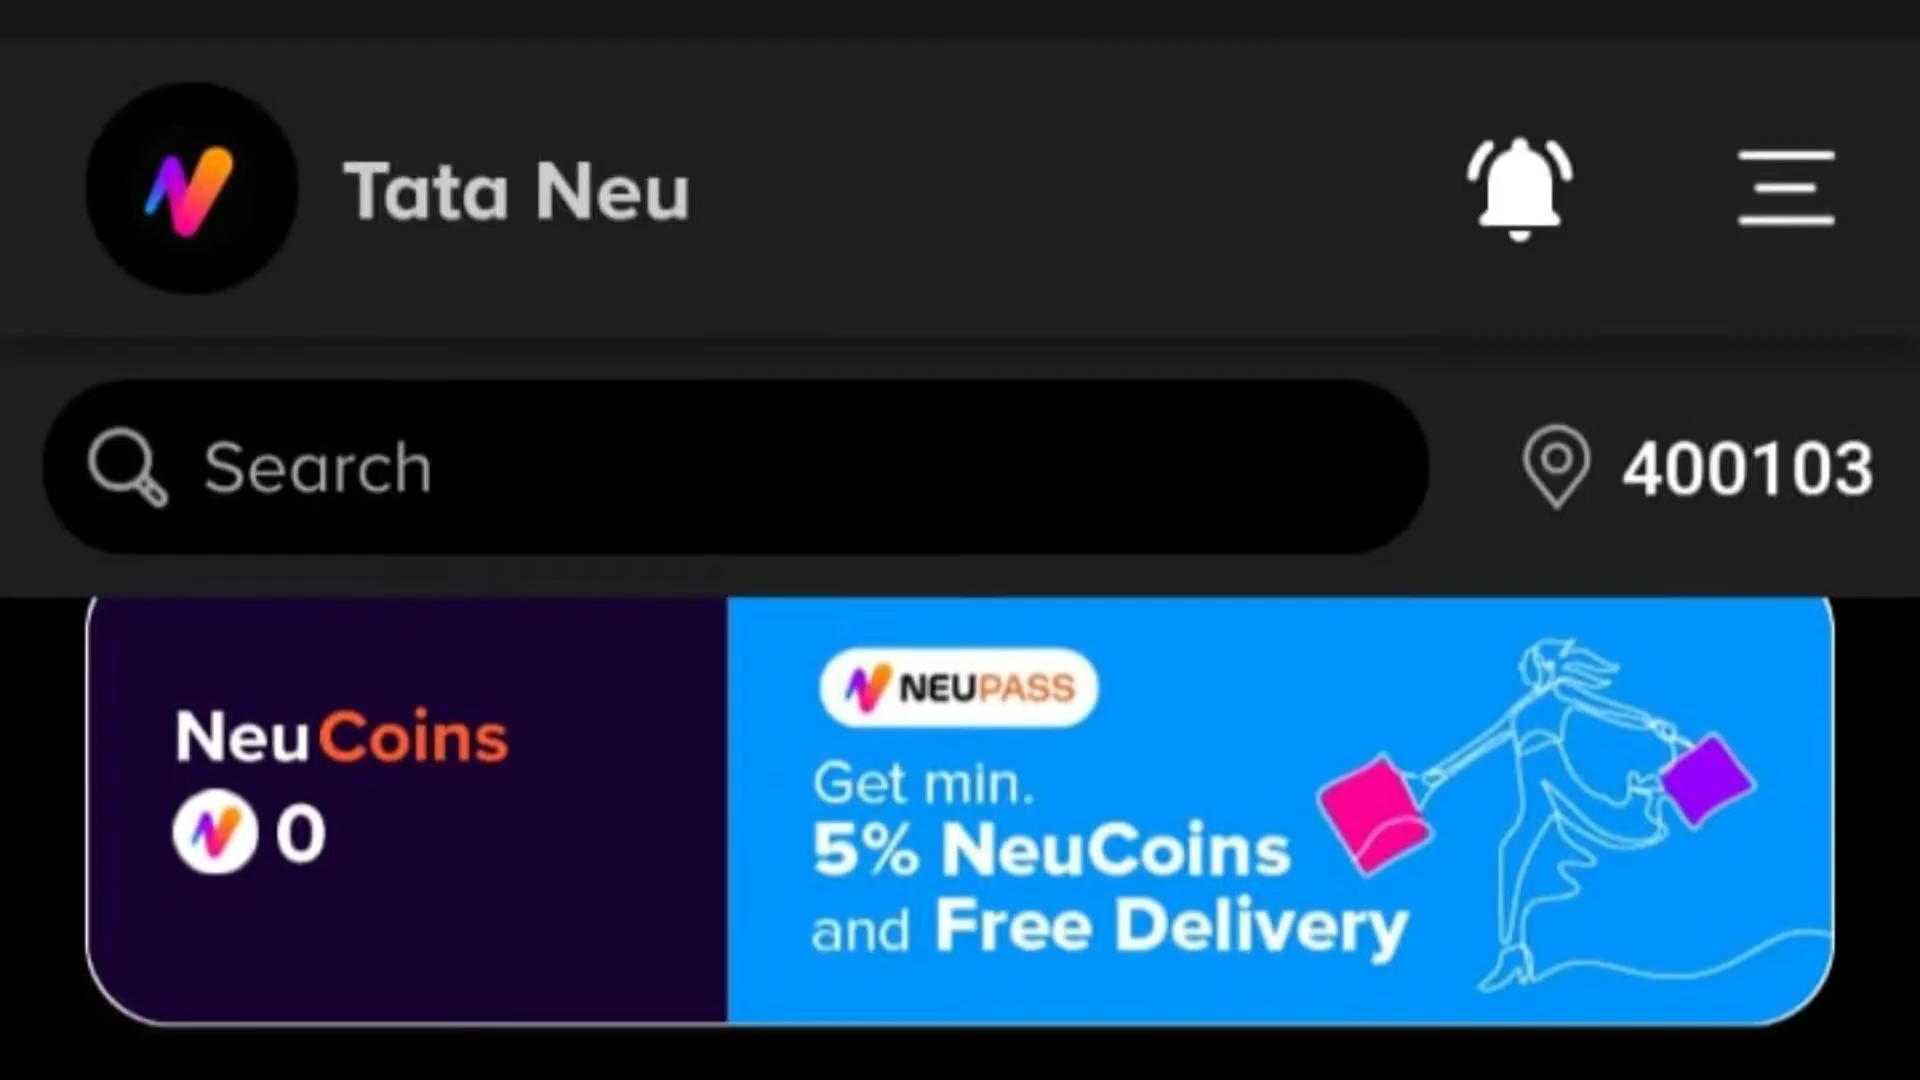 Tata Neu
Search
400103
NeuCoins
0
NEUPASS
Get min.
5% NeuCoins
and Free Delivery